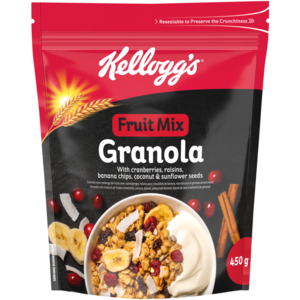 Resealable to Preserve the Crunchiness
Kellogg's
Fruit Mix
Granola
With cranberries, raisins,
banana chips, coconut & sunflower seeds
450 g